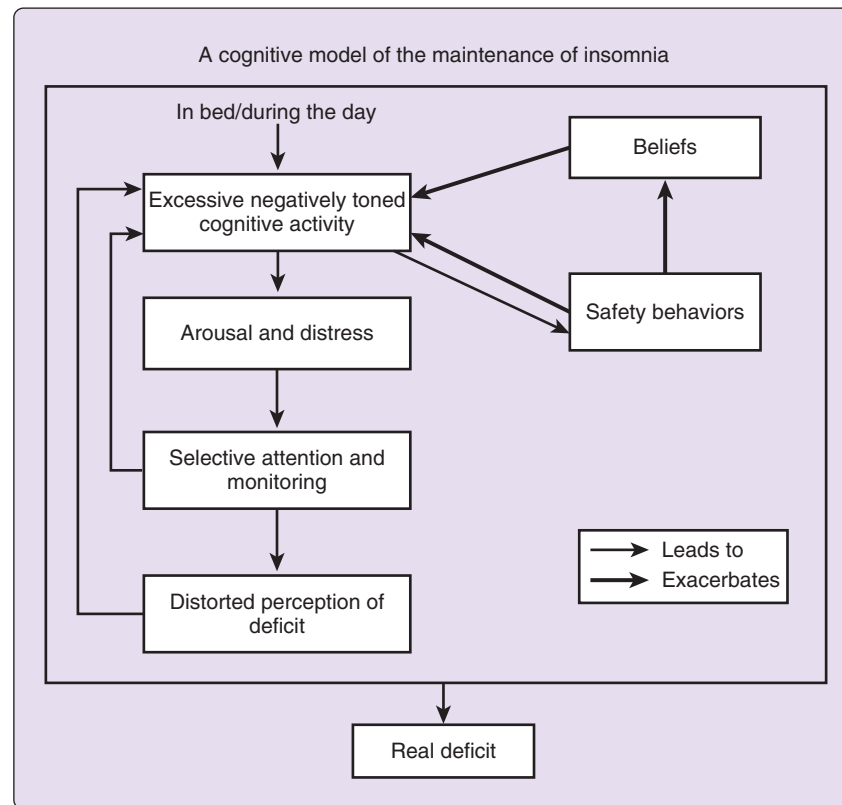 A cognitive model of the maintenance of insomnia
In bed/during the day
Excessive negatively toned
cognitive activity
Beliefs
Safety behaviors
Arousal and distress
Selective attention and
monitoring
Distorted perception of
deficit
Leads to
Exacerbates
Real deficit